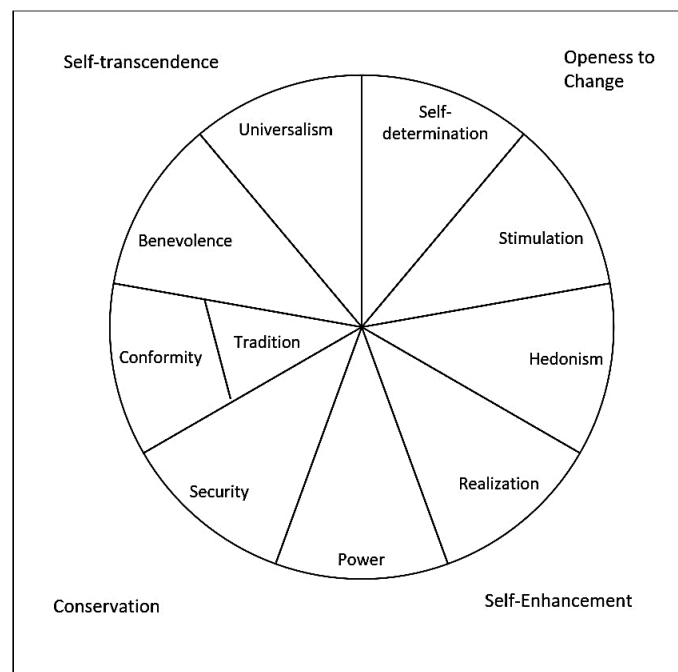 Self-transcendence
Openess to
Change
Universalism
Self-
determination
Benevolence
Stimulation
Conformity
Tradition
Hedonism
Security
Realization
Power
Conservation
Self-Enhancement